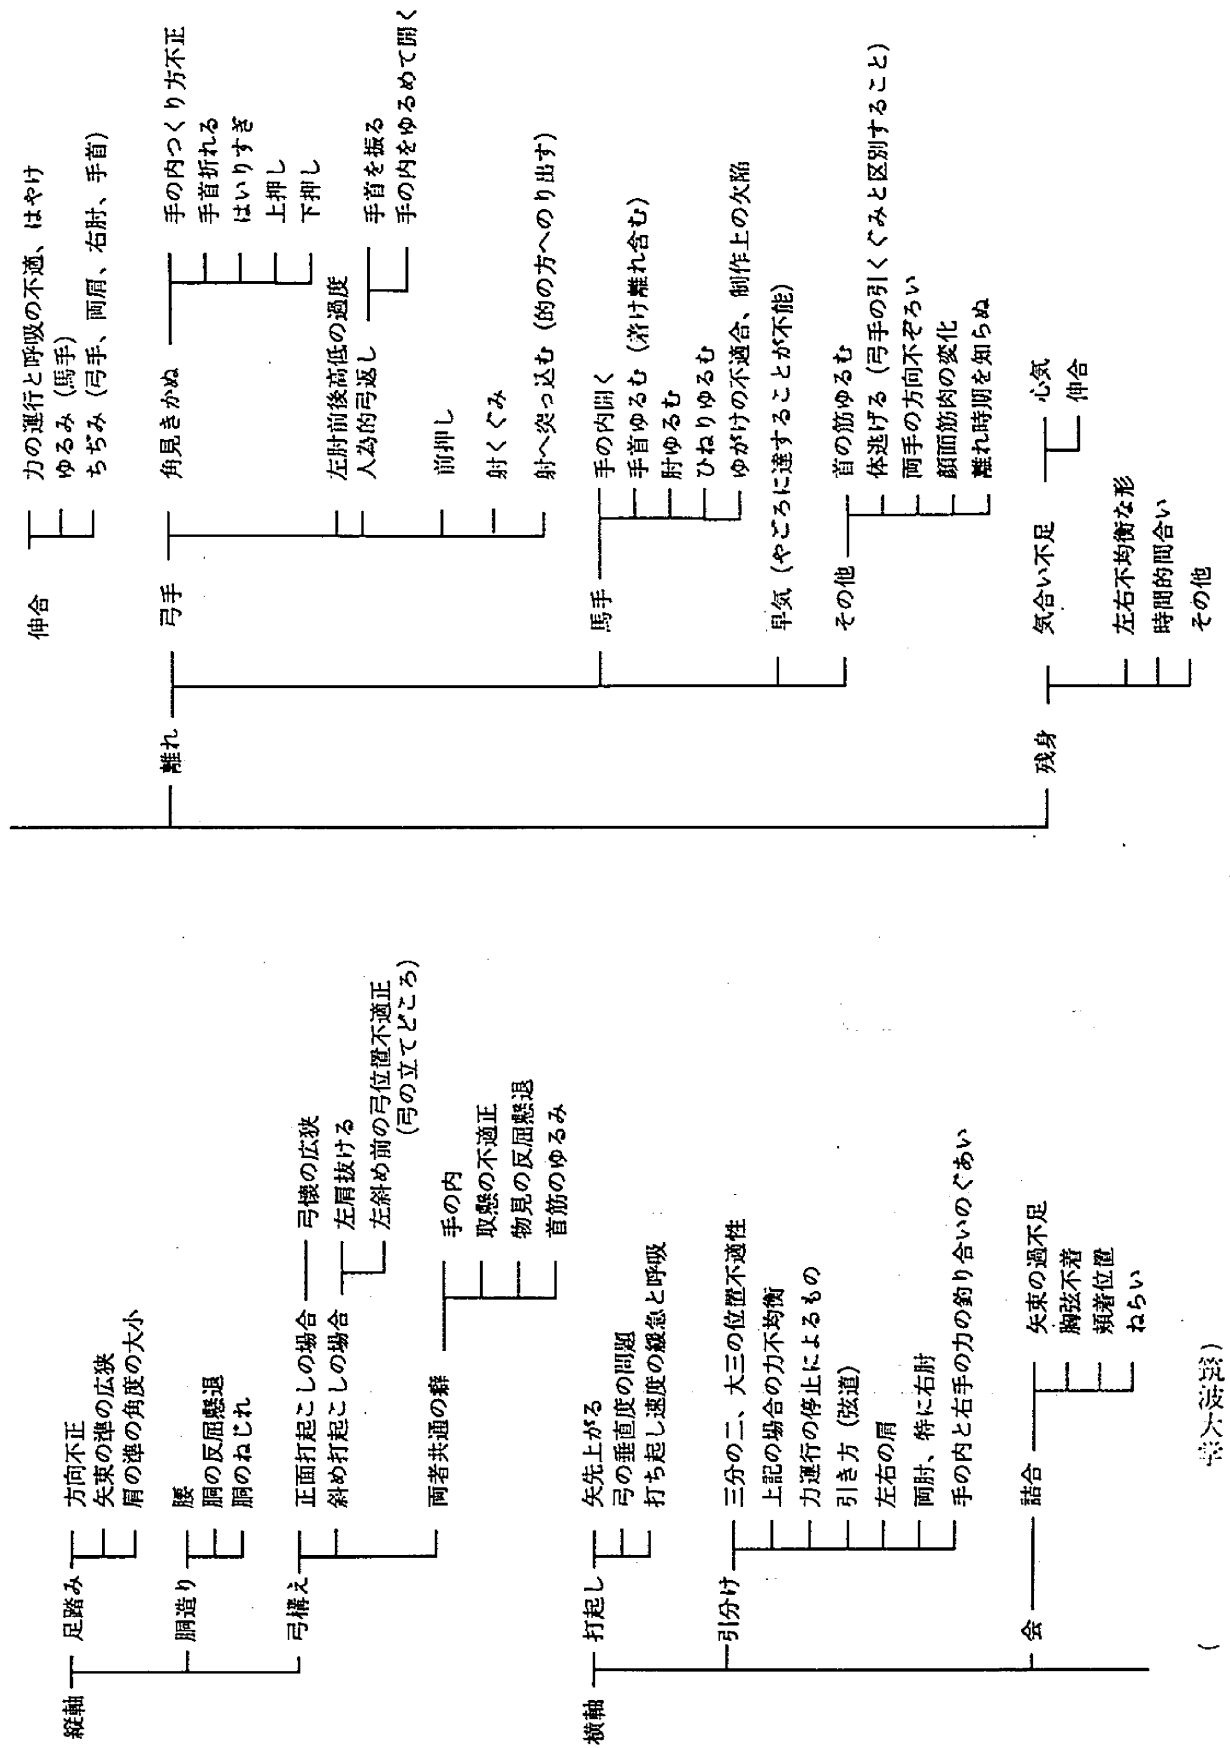 縦軸
足踏み
方向不正
矢束の準の広狭
肩の準の角度の大小
胴造り
腰
胴の反屈懸退
胴のねじれ
弓構え
正面打起こしの場合
弓懐の広狭
斜め打起こしの場合
左肩抜ける
左斜め前の弓位置不適正
(弓の立てどころ)
両者共通の癖
手の内
取懸の不適正
物見の反屈懸退
首筋のゆるみ
横軸
打起し
矢先上がる
弓の垂直度の問題
打ち起し速度の緩急と呼吸
引分け
三分の二、大三の位置不適性
上記の場合の力不均衡
力運行の停止によるもの
引き方(弦道)
左右の肩
両肘、特に右肘
手の内と右手の力の釣り合いのぐあい
会
詰合
矢束の過不足
胸弦不着
頬着位置
ねらい
(筑波大学)
伸合
力の運行と呼吸の不適、はやけ
ゆるみ(馬手)
ちぢみ(弓手、両肩、右肘、手首)
離れ
弓手
角見きかぬ
手の内つくり方不正
手首折れる
はいりすぎ
上押し
下押し
左肘前後高低の過度
人為的弓返し
手首を振る
手の内をゆるめて開く
前押し
射くぐみ
射へ突っ込む(的の方へのり出す)
馬手
手の内開く
手首ゆるむ(着け離れ含む)
肘ゆるむ
ひねりゆるむ
ゆがけの不適合、制作上の欠陥
早気(やごろに達することが不能)
その他
首の筋ゆるむ
体逃げる(弓手の引くぐみと区別すること)
両手の方向不ぞろい
顔面筋肉の変化
離れ時期を知らぬ
残身
気合い不足
心気
伸合
左右不均衡な形
時間的間合い
その他